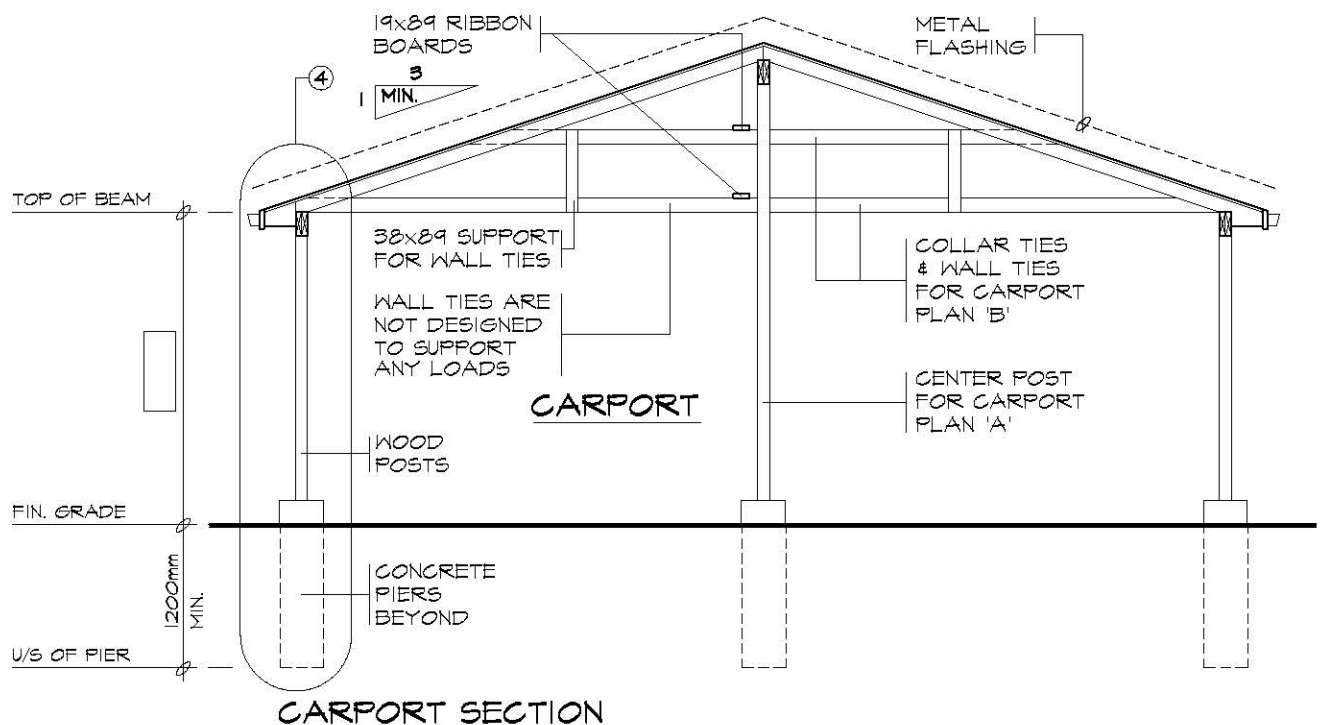 19x89 RIBBON
BOARDS
METAL
FLASHING
4
3
1
MIN.
TOP OF BEAM
38x89 SUPPORT
FOR WALL TIES
COLLAR TIES
& WALL TIES
FOR CARPORT
PLAN 'B'
WALL TIES ARE
NOT DESIGNED
TO SUPPORT
ANY LOADS
CENTER POST
FOR CARPORT
PLAN 'A'
CARPORT
WOOD
POSTS
FIN. GRADE
1200mm
MIN.
CONCRETE
PIERS
BEYOND
U/S OF PIER
CARPORT SECTION